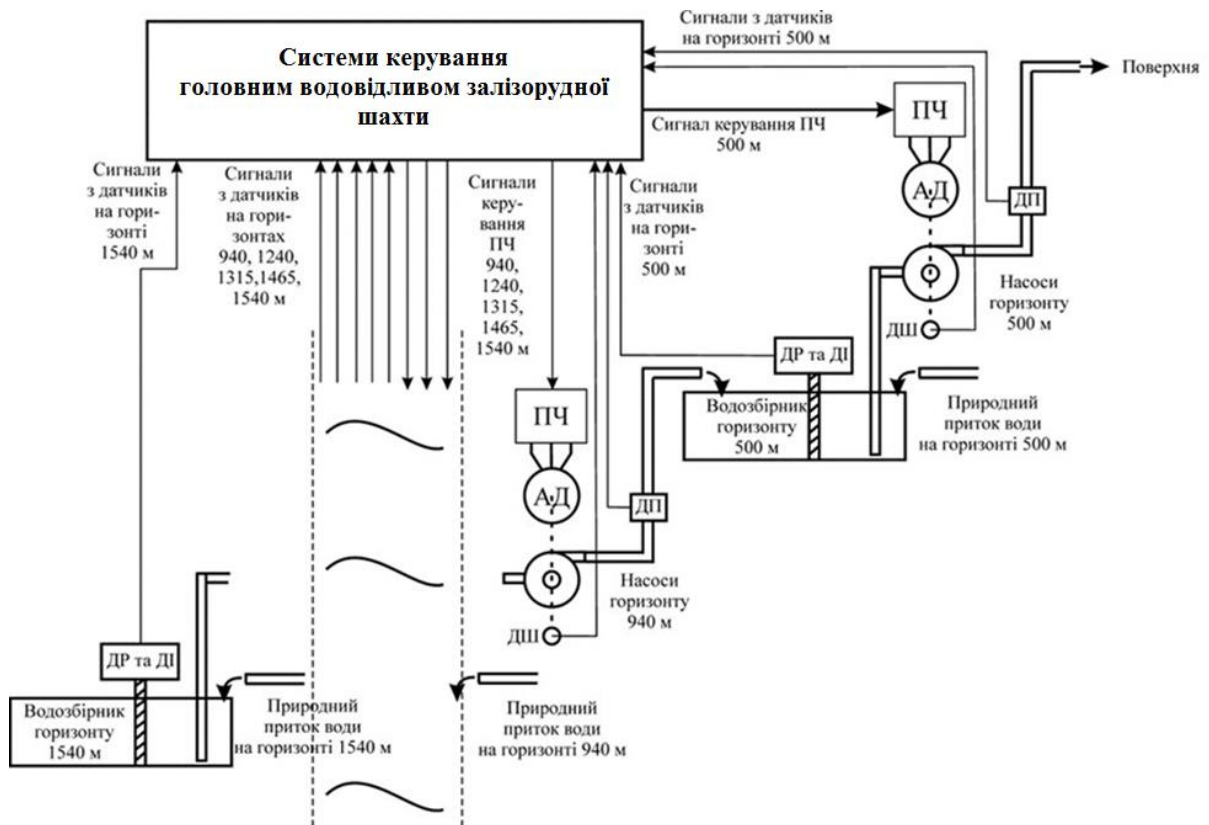 Системи керування
головним водовідливом залізорудної
шахти
Сигнали з датчиків
на горизонті 500 м
Поверхня
ПЧ
Сигнал керування ПЧ
500 м
АД
ДП
Насоси
горизонту
500 м
ДШ
Сигнали
з датчиків
на гори-
зонті
1540 м
Сигнали
з датчиків
на гори-
зонтах
940, 1240,
1315,1465,
1540 м
Сигнали
керу-
вання
ПЧ
940,
1240,
1315,
1465,
1540 м
Сигнали
з датчиків
на гори-
зонті
500 м
ДР та ДІ
Водозбірник
горизонту
500 м
Природний
приток води
на горизонті 500 м
ПЧ
АД
ДП
Насоси
горизонту
940 м
ДШ
ДР та ДІ
Водозбірник
горизонту
1540 м
Природний
приток води
на горизонті 1540 м
Природний
приток води
на горизонті 940 м